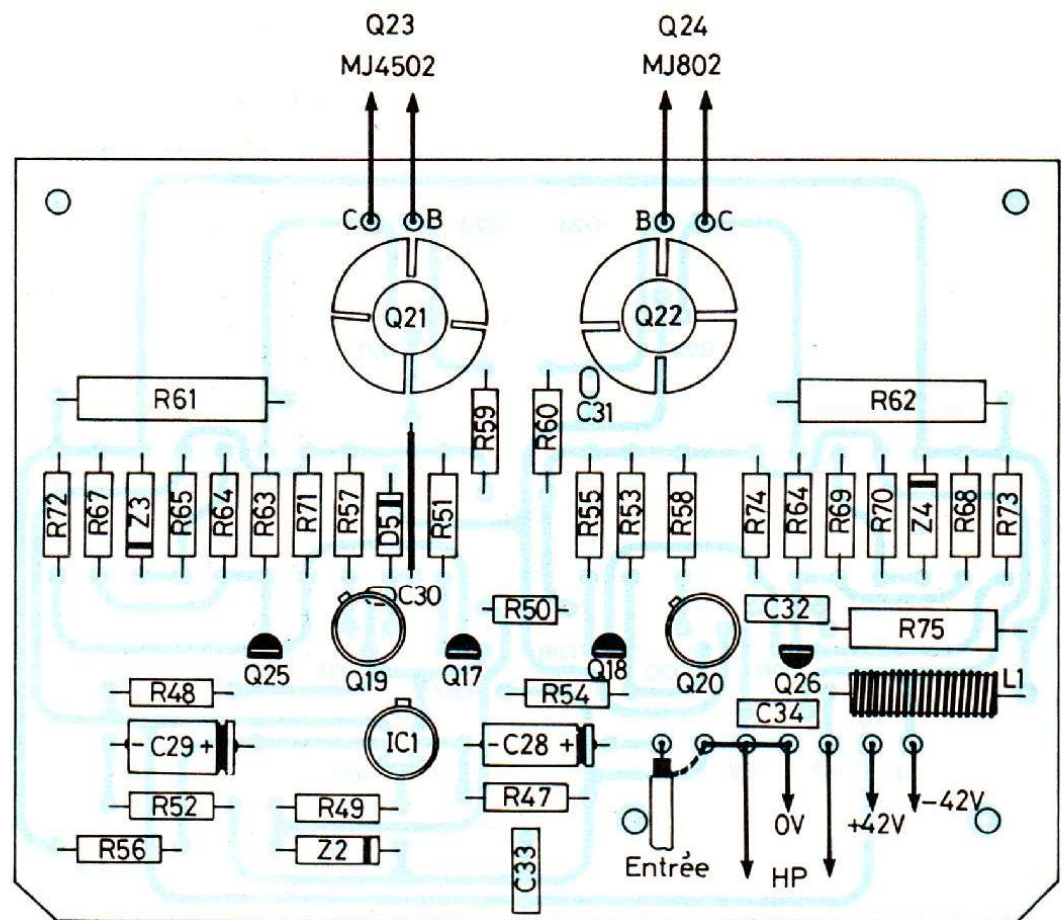 Q23
Q24
MJ4502
MJ802
C
B
B
C
Q21
Q22
R61
R59
R60
C31
R62
R72
R67
Z3
R65
R64
R63
R71
R57
D5
R51
R55
R53
R58
R74
R64
R69
R70
Z4
R68
R73
C30
R50
C32
R75
Q25
Q19
Q17
Q18
Q20
Q26
R48
R54
L1
C34
- C29 +
IC1
- C28 +
R52
R49
R47
0V
+42V
-42V
R56
Z2
C33
Entrée
HP